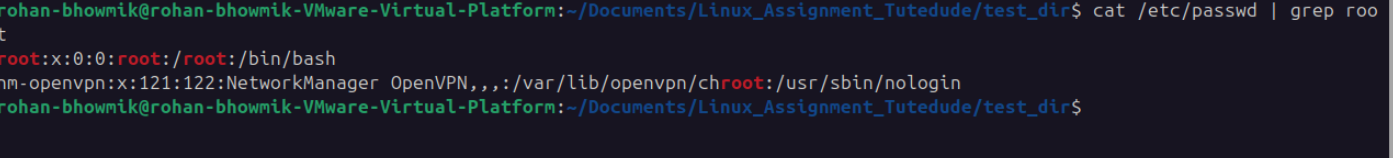 rohan-bhowmik@rohan-bhowmik-VMware-Virtual-Platform:~/Documents/Linux_Assignment_Tutedude/test_dir$ cat /etc/passwd | grep roo
t
root:x:0:0:root:/root:/bin/bash
nm-openvpn:x:121:122:NetworkManager OpenVPN,,,:/var/lib/openvpn/chroot:/usr/sbin/nologin
rohan-bhowmik@rohan-bhowmik-VMware-Virtual-Platform:~/Documents/Linux_Assignment_Tutedude/test_dir$